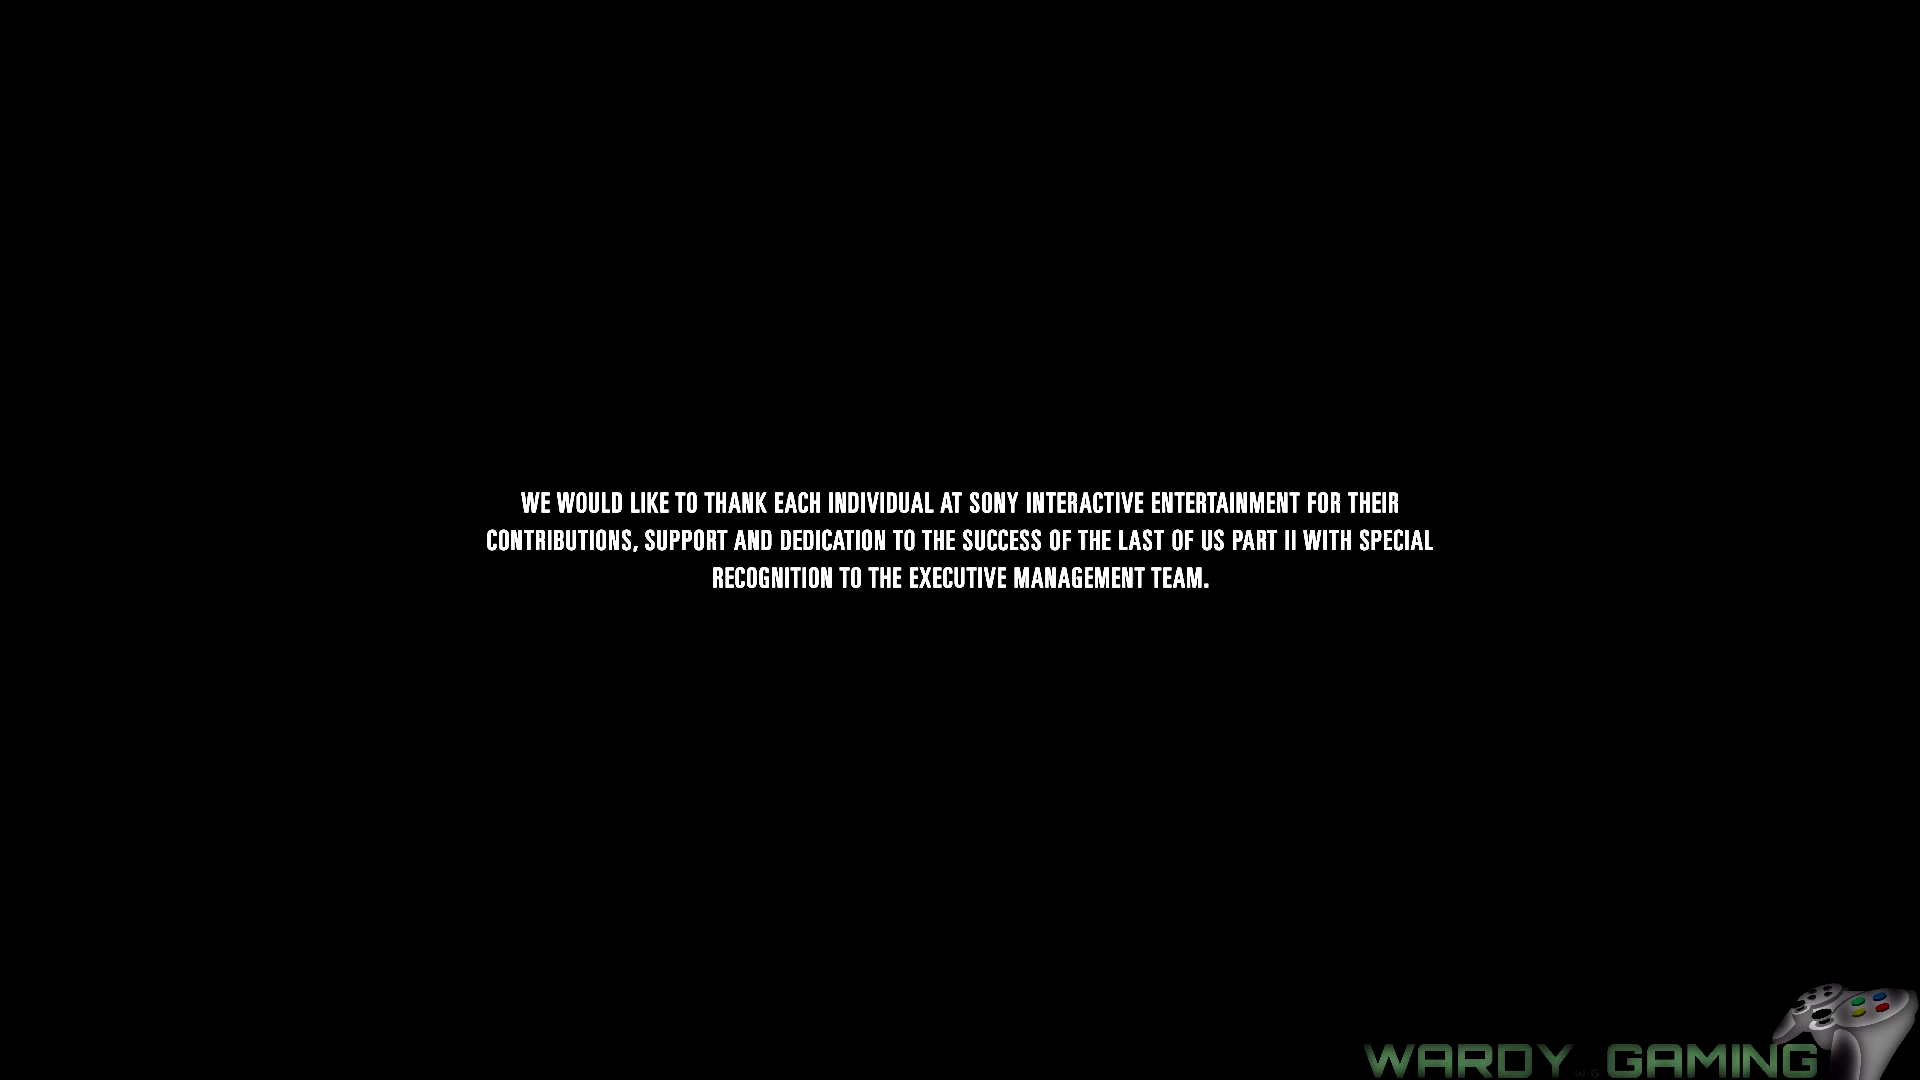 WE WOULD LIKE TO THANK EACH INDIVIDUAL AT SONY INTERACTIVE ENTERTAINMENT FOR THEIR
CONTRIBUTIONS, SUPPORT AND DEDICATION TO THE SUCCESS OF THE LAST OF US PART II WITH SPECIAL
RECOGNITION TO THE EXECUTIVE MANAGEMENT TEAM.
WARDY GAMING